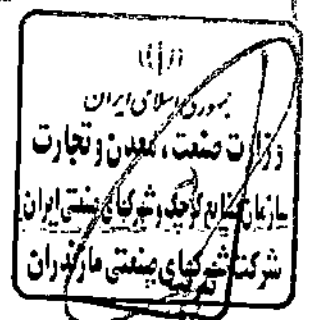 جمهوری اسلامی ایران
وزارت صنعت، معدن و تجارت
سازمان صنایع کوچک و شهرکهای صنعتی ایران
شرکت شهرکهای صنعتی مازندران